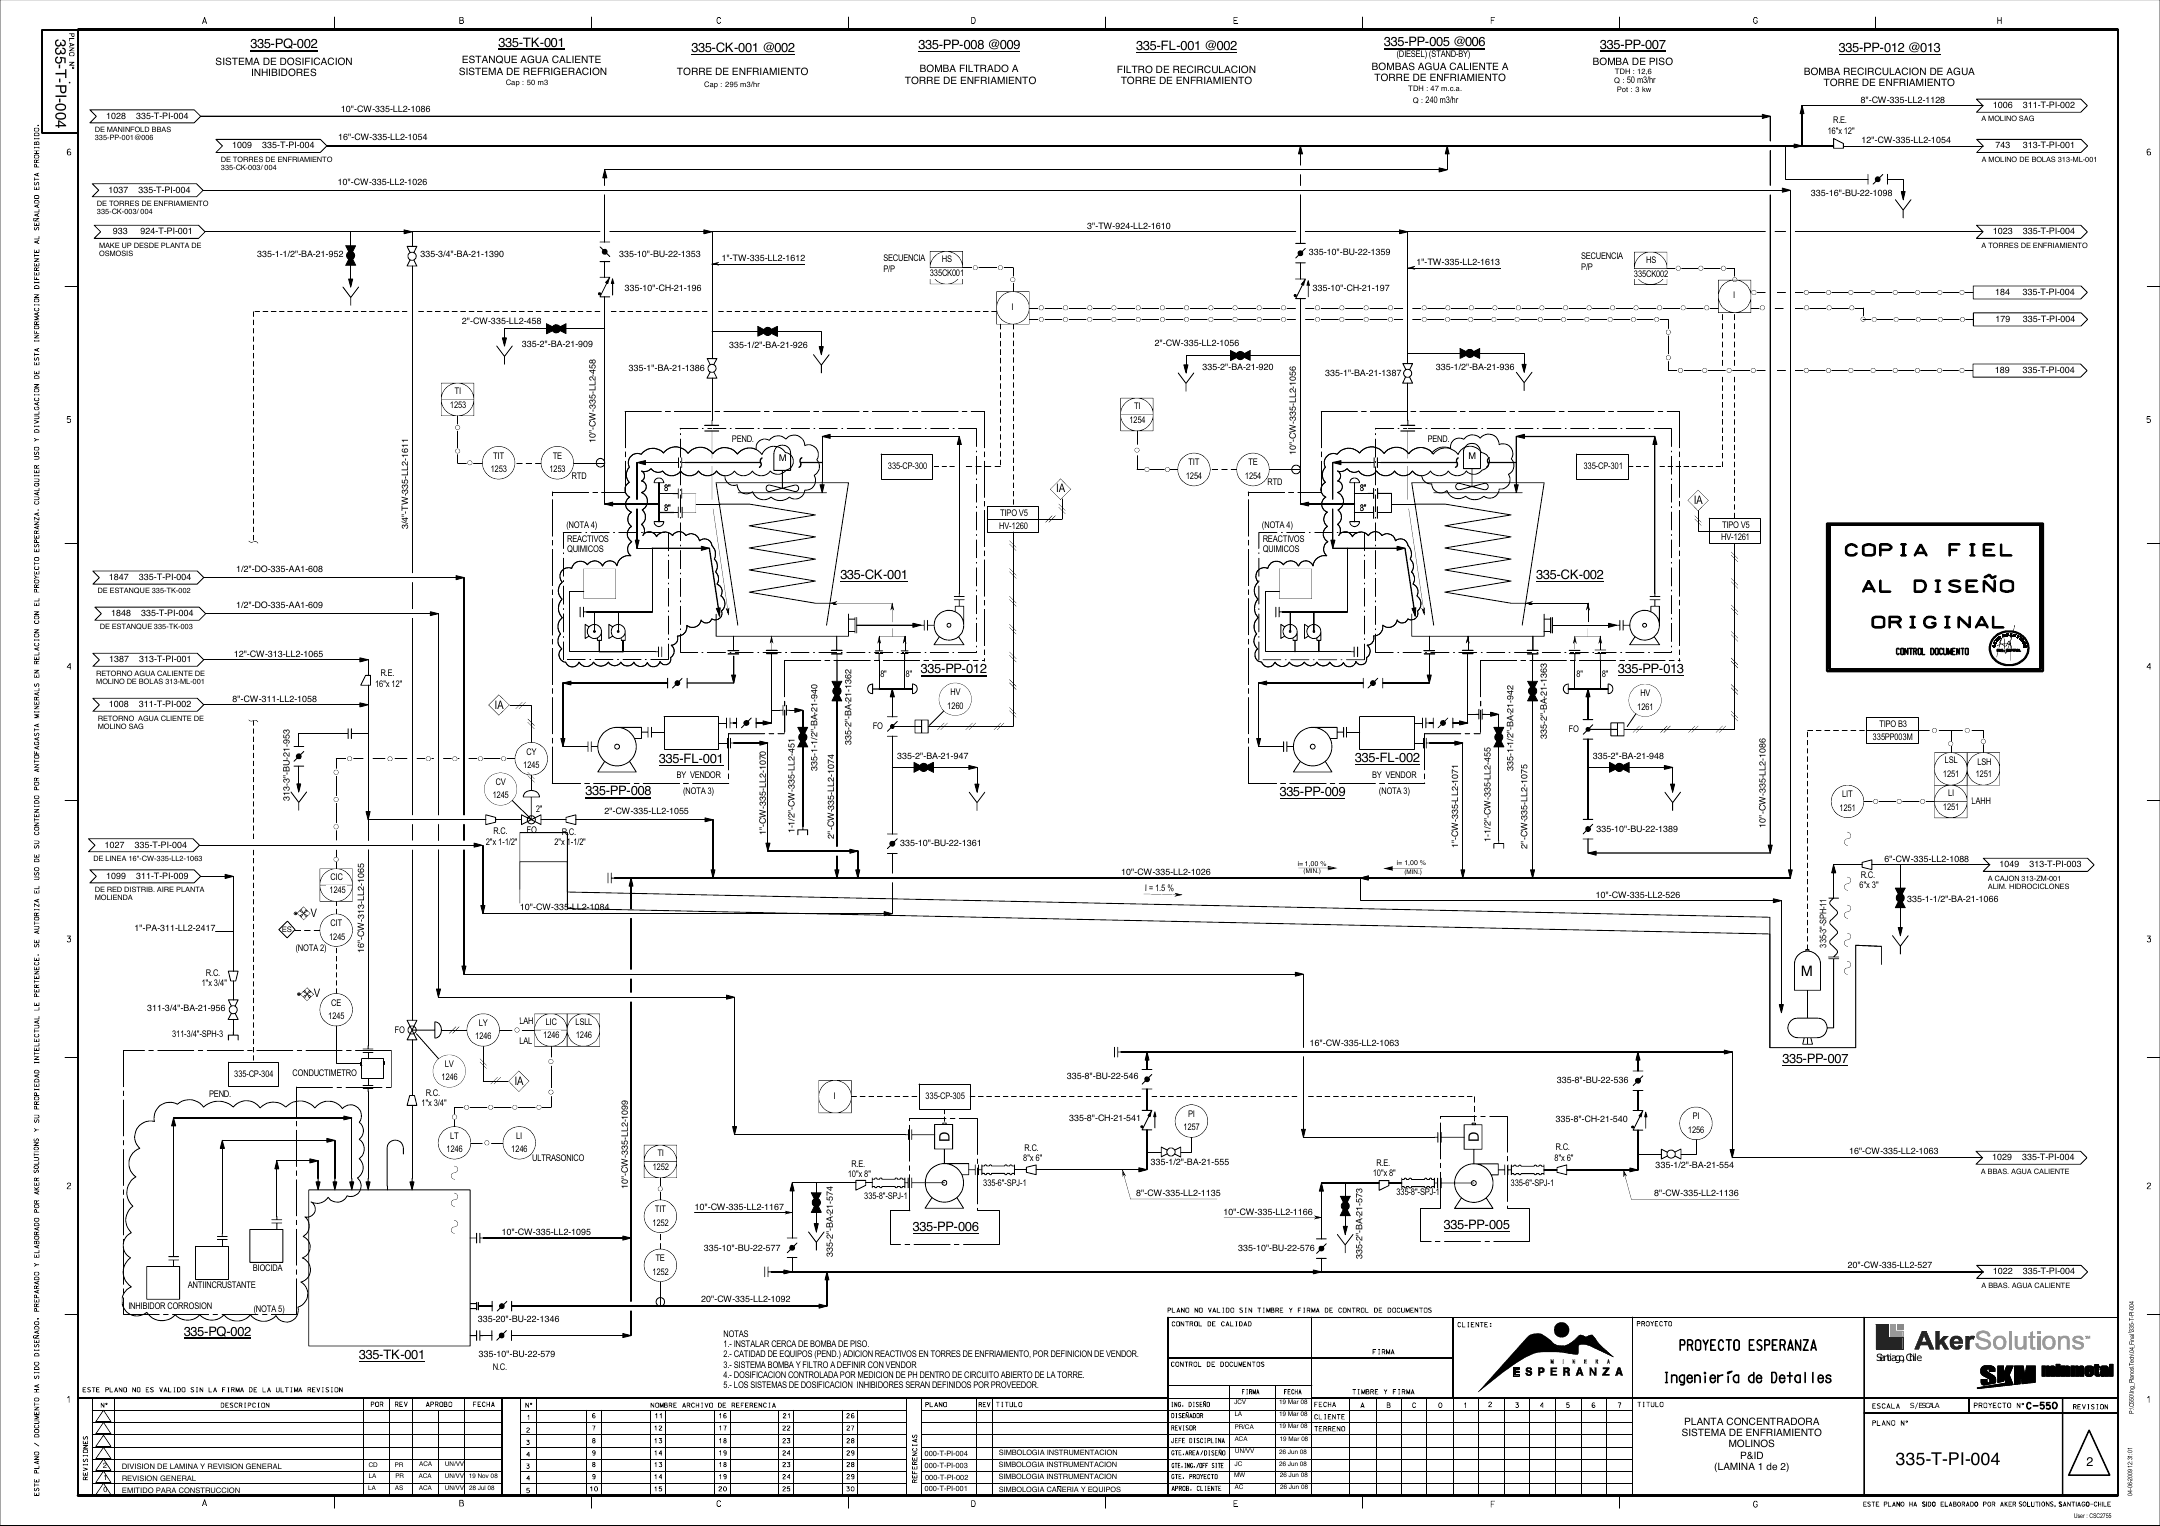 A B C D E F G H
PLANO N°.
335-T-PI-004
335-PQ-002
SISTEMA DE DOSIFICACION
INHIBIDORES
335-TK-001
ESTANQUE AGUA CALIENTE
SISTEMA DE REFRIGERACION
Cap : 50 m3
335-CK-001 @002
TORRE DE ENFRIAMIENTO
Cap : 295 m3/hr
335-PP-008 @009
BOMBA FILTRADO A
TORRE DE ENFRIAMIENTO
335-FL-001 @002
FILTRO DE RECIRCULACION
TORRE DE ENFRIAMIENTO
335-PP-005 @006
(DIESEL) (STAND-BY)
BOMBAS AGUA CALIENTE A
TORRE DE ENFRIAMIENTO
TDH : 47 m.c.a.
Q : 240 m3/hr
335-PP-007
BOMBA DE PISO
TDH : 12,6
Q : 50 m3/hr
Pot : 3 kw
335-PP-012 @013
BOMBA RECIRCULACION DE AGUA
TORRE DE ENFRIAMIENTO
1028 335-T-PI-004
DE MANINFOLD BBAS
335-PP-001@006
10"-CW-335-LL2-1086
1009 335-T-PI-004
DE TORRES DE ENFRIAMIENTO
335-CK-003/ 004
16"-CW-335-LL2-1054
1037 335-T-PI-004
DE TORRES DE ENFRIAMIENTO
335-CK-003/ 004
10"-CW-335-LL2-1026
933 924-T-PI-001
MAKE UP DESDE PLANTA DE
OSMOSIS
8"-CW-335-LL2-1128
1006 311-T-PI-002
A MOLINO SAG
R.E.
16"x 12"
12"-CW-335-LL2-1054
743 313-T-PI-001
A MOLINO DE BOLAS 313-ML-001
335-16"-BU-22-1098
3"-TW-924-LL2-1610
1023 335-T-PI-004
A TORRES DE ENFRIAMIENTO
184 335-T-PI-004
179 335-T-PI-004
189 335-T-PI-004
335-1-1/2"-BA-21-952
335-3/4"-BA-21-1390
335-10"-BU-22-1353
335-10"-CH-21-196
1"-TW-335-LL2-1612
SECUENCIA
P/P
HS
335CK001
I
335-10"-BU-22-1359
335-10"-CH-21-197
1"-TW-335-LL2-1613
SECUENCIA
P/P
HS
335CK002
I
2"-CW-335-LL2-458
335-2"-BA-21-909
335-1/2"-BA-21-926
335-1"-BA-21-1386
10"-CW-335-LL2-458
2"-CW-335-LL2-1056
335-2"-BA-21-920
335-1/2"-BA-21-936
335-1"-BA-21-1387
10"-CW-335-LL2-1056
TI
1253
TIT
1253
TE
1253
RTD
3/4"-TW-335-LL2-1611
PEND.
M
335-CP-300
8"
8"
IA
TIPO V5
HV-1260
(NOTA 4)
REACTIVOS
QUIMICOS
335-CK-001
335-PP-012
TI
1254
TIT
1254
TE
1254
RTD
PEND.
M
335-CP-301
8"
8"
IA
TIPO V5
HV-1261
(NOTA 4)
REACTIVOS
QUIMICOS
335-CK-002
335-PP-013
COPIA FIEL
AL DISEÑO
ORIGINAL
CONTROL DOCUMENTO
1847 335-T-PI-004
DE ESTANQUE 335-TK-002
1/2"-DO-335-AA1-608
1848 335-T-PI-004
DE ESTANQUE 335-TK-003
1/2"-DO-335-AA1-609
1387 313-T-PI-001
RETORNO AGUA CALIENTE DE
MOLINO DE BOLAS 313-ML-001
12"-CW-313-LL2-1065
R.E.
16"x 12"
1008 311-T-PI-002
RETORNO AGUA CLIENTE DE
MOLINO SAG
8"-CW-311-LL2-1058
313-3"-BU-21-953
IA
CY
1245
CV
1245
2"
FO
R.C.
2"x 1-1/2"
R.C.
2"x 1-1/2"
2"-CW-335-LL2-1055
335-FL-001
BY VENDOR
335-PP-008
(NOTA 3)
1"-CW-335-LL2-1070
1-1/2"-CW-335-LL2-451
335-1-1/2"-BA-21-940
2"-CW-335-LL2-1074
335-2"-BA-21-1362
8" 8"
FO
HV
1260
335-2"-BA-21-947
335-10"-BU-22-1361
335-FL-002
BY VENDOR
335-PP-009
(NOTA 3)
1"-CW-335-LL2-1071
1-1/2"-CW-335-LL2-455
335-1-1/2"-BA-21-942
2"-CW-335-LL2-1075
335-2"-BA-21-1363
8" 8"
FO
HV
1261
335-2"-BA-21-948
335-10"-BU-22-1389
10"-CW-335-LL2-1086
TIPO B3
335PP003M
LSL
1251
LSH
1251
LI
1251
LAHH
LIT
1251
1027 335-T-PI-004
DE LINEA 16"-CW-335-LL2-1063
1099 311-T-PI-009
DE RED DISTRIB. AIRE PLANTA
MOLIENDA
1"-PA-311-LL2-2417
CIC
1245
CIT
1245
(NOTA 2)
ES
V
V
CE
1245
16"-CW-313-LL2-1065
R.C.
1"x 3/4"
311-3/4"-BA-21-956
311-3/4"-SPH-3
10"-CW-335-LL2-1084
10"-CW-335-LL2-1026
i= 1,00 %
(MIN.)
i= 1,00 %
(MIN.)
I = 1.5 %
10"-CW-335-LL2-526
6"-CW-335-LL2-1088
1049 313-T-PI-003
A CAJON 313-ZM-001
ALIM. HIDROCICLONES
R.C.
6"x 3"
335-1-1/2"-BA-21-1066
335-3"-SPH-11
M
335-PP-007
335-CP-304
CONDUCTIMETRO
PEND.
FO
LY
1246
LAH
LAL
LIC
1246
LSLL
1246
LV
1246
IA
R.C.
1"x 3/4"
LT
1246
LI
1246
ULTRASONICO
INHIBIDOR CORROSION
ANTIINCRUSTANTE
BIOCIDA
(NOTA 5)
335-PQ-002
335-TK-001
10"-CW-335-LL2-1095
335-20"-BU-22-1346
335-10"-BU-22-579
N.C.
20"-CW-335-LL2-1092
10"-CW-335-LL2-1099
TI
1252
TIT
1252
TE
1252
I
335-CP-305
D
16"-CW-335-LL2-1063
335-8"-BU-22-546
335-8"-CH-21-541
PI
1257
335-1/2"-BA-21-555
R.C.
8"x 6"
335-6"-SPJ-1
R.E.
10"x 8"
335-8"-SPJ-1
8"-CW-335-LL2-1135
10"-CW-335-LL2-1167
335-2"-BA-21-574
335-10"-BU-22-577
335-PP-006
D
335-8"-BU-22-536
335-8"-CH-21-540
PI
1256
335-1/2"-BA-21-554
R.C.
8"x 6"
335-6"-SPJ-1
R.E.
10"x 8"
335-8"-SPJ-1
8"-CW-335-LL2-1136
10"-CW-335-LL2-1166
335-2"-BA-21-573
335-10"-BU-22-576
335-PP-005
16"-CW-335-LL2-1063
1029 335-T-PI-004
A BBAS. AGUA CALIENTE
20"-CW-335-LL2-527
1022 335-T-PI-004
A BBAS. AGUA CALIENTE
NOTAS
1.- INSTALAR CERCA DE BOMBA DE PISO.
2.- CATIDAD DE EQUIPOS (PEND.) ADICION REACTIVOS EN TORRES DE ENFRIAMIENTO, POR DEFINICION DE VENDOR.
3.- SISTEMA BOMBA Y FILTRO A DEFINIR CON VENDOR
4.- DOSIFICACION CONTROLADA POR MEDICION DE PH DENTRO DE CIRCUITO ABIERTO DE LA TORRE.
5.- LOS SISTEMAS DE DOSIFICACION INHIBIDORES SERAN DEFINIDOS POR PROVEEDOR.
PLANO NO VALIDO SIN TIMBRE Y FIRMA DE CONTROL DE DOCUMENTOS
CONTROL DE CALIDAD
FIRMA
CONTROL DE DOCUMENTOS
FIRMA FECHA TIMBRE Y FIRMA
CLIENTE:
MINERA
ESPERANZA
PROYECTO
PROYECTO ESPERANZA
Ingeniería de Detalles
AkerSolutions
Santiago, Chile
SKM minmetal
ESTE PLANO NO ES VALIDO SIN LA FIRMA DE LA ULTIMA REVISION
N° DESCRIPCION POR REV APROBO FECHA
2 DIVISION DE LAMINA Y REVISION GENERAL CD PR ACA UN/VV
1 REVISION GENERAL LA PR ACA UN/VV 19 Nov 08
0 EMITIDO PARA CONSTRUCCION LA AS ACA UN/VV 28 Jul 08
REVISIONES
N° NOMBRE ARCHIVO DE REFERENCIA
1 6 11 16 21 26
2 7 12 17 22 27
3 8 13 18 23 28
4 9 14 19 24 29
3 8 13 18 23 28
4 9 14 19 24 29
5 10 15 20 25 30
REFERENCIAS
PLANO REV TITULO
000-T-PI-004 SIMBOLOGIA INSTRUMENTACION
000-T-PI-003 SIMBOLOGIA INSTRUMENTACION
000-T-PI-002 SIMBOLOGIA INSTRUMENTACION
000-T-PI-001 SIMBOLOGIA CAÑERIA Y EQUIPOS
ING. DISEÑO JCV 19 Mar 08
DISEÑADOR LA 19 Mar 08
REVISOR PR/CA 19 Mar 08
JEFE DISCIPLINA ACA 19 Mar 08
GTE.AREA/DISEÑO UN/VV 26 Jun 08
GTE.ING./OFF SITE JC 26 Jun 08
GTE. PROYECTO MW 26 Jun 08
APROB. CLIENTE AC 26 Jun 08
FECHA A B C 0 1 2 3 4 5 6 7
CLIENTE
TERRENO
TITULO
PLANTA CONCENTRADORA
SISTEMA DE ENFRIAMIENTO
MOLINOS
P&ID
(LAMINA 1 de 2)
ESCALA S/ESCALA
PROYECTO N° C-550
REVISION
PLANO N°
335-T-PI-004
2
A B C D E F G
ESTE PLANO HA SIDO ELABORADO POR AKER SOLUTIONS, SANTIAGO-CHILE
User : CSC2755
ESTE PLANO / DOCUMENTO HA SIDO DISEÑADO, PREPARADO Y ELABORADO POR AKER SOLUTIONS Y SU PROPIEDAD INTELECTUAL LE PERTENECE. SE AUTORIZA EL USO DE SU CONTENIDO POR ANTOFAGASTA MINERALS EN RELACION CON EL PROYECTO ESPERANZA. CUALQUIER USO Y DIVULGACION DE ESTA INFORMACION DIFERENTE AL SEÑALADO ESTA PROHIBIDO.
6 5 4 3 2 1
6 5 4 3 2 1